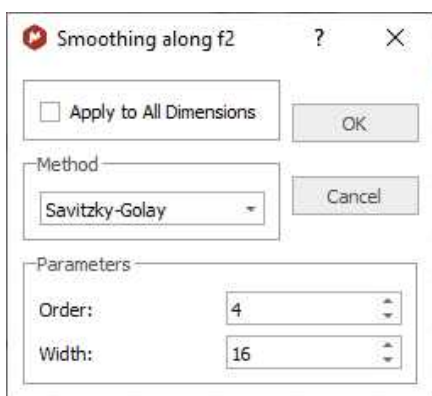 Smoothing along f2 ?
Apply to All Dimensions
OK
Method
Savitzky-Golay
Cancel
Parameters
Order: 4
Width: 16